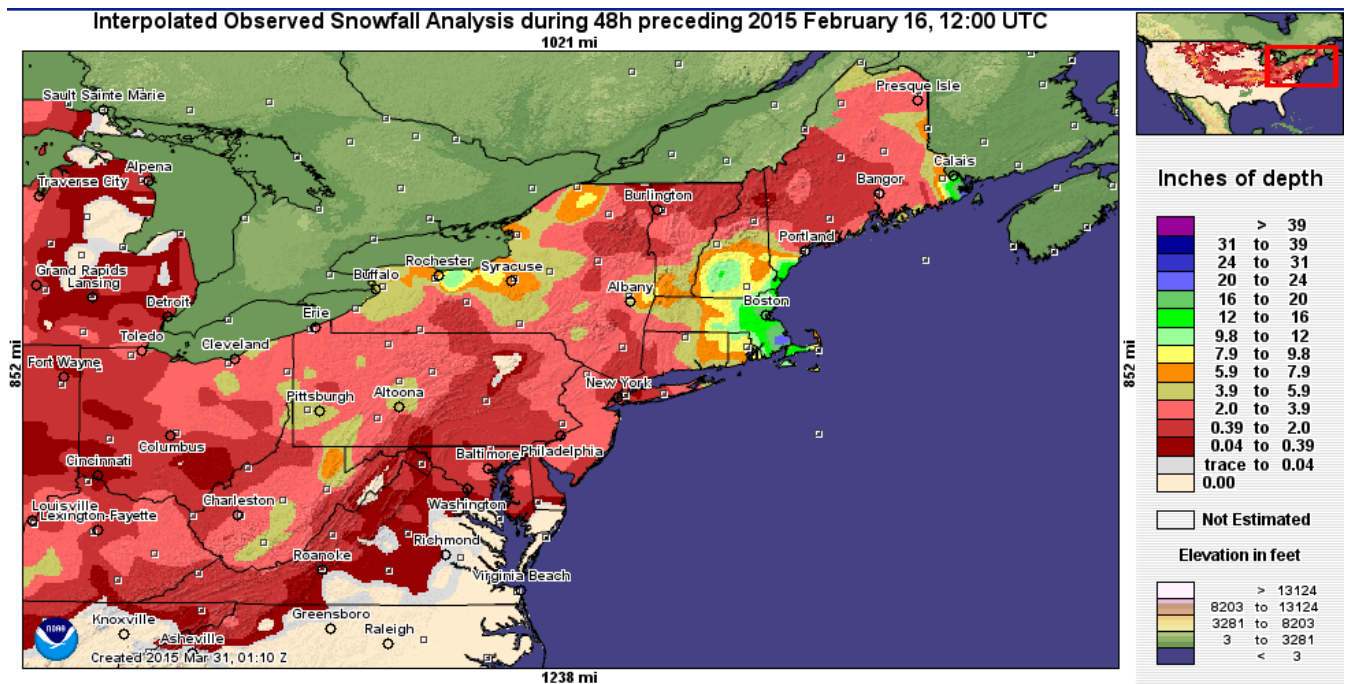 Interpolated Observed Snowfall Analysis during 48h preceding 2015 February 16, 12:00 UTC
1021 mi
Sault Sainte Marie
Presque Isle
Alpena
Calais
Traverse City
Burlington
Bangor
Portland
Rochester
Syracuse
Buffalo
Grand Rapids
Lansing
Albany
Boston
Detroit
Erie
Toledo
Cleveland
Fort Wayne
852 mi
852 mi
New York
Pittsburgh
Altoona
Columbus
Baltimore
Philadelphia
Cincinnati
Charleston
Washington
Louisville
Lexington-Fayette
Richmond
Roanoke
Virginia Beach
Greensboro
Knoxville
Raleigh
Asheville
NOAA
Created 2015 Mar 31, 01:10 Z
1238 mi
Inches of depth
> 39
31 to 39
24 to 31
20 to 24
16 to 20
12 to 16
9.8 to 12
7.9 to 9.8
5.9 to 7.9
3.9 to 5.9
2.0 to 3.9
0.39 to 2.0
0.04 to 0.39
trace to 0.04
0.00
Not Estimated
Elevation in feet
> 13124
8203 to 13124
3281 to 8203
3 to 3281
< 3